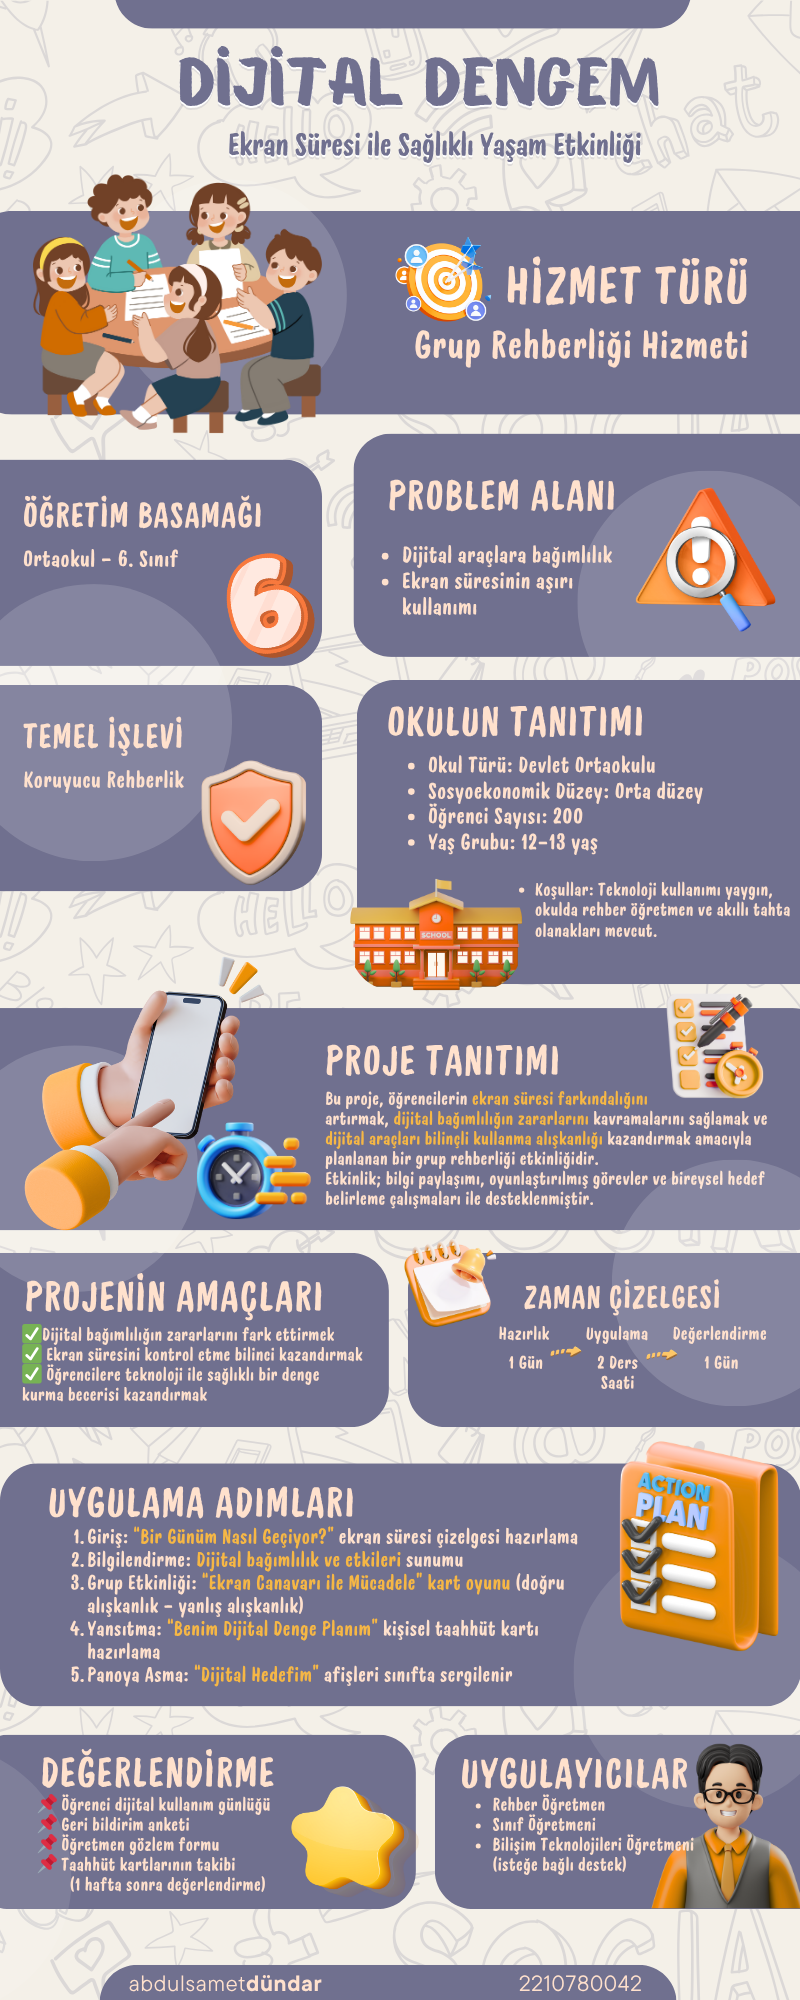 DİJİTAL DENGEM
Ekran Süresi ile Sağlıklı Yaşam Etkinliği
HİZMET TÜRÜ
Grup Rehberliği Hizmeti
ÖĞRETİM BASAMAĞI
Ortaokul – 6. Sınıf
6
PROBLEM ALANI
• Dijital araçlara bağımlılık
• Ekran süresinin aşırı
kullanımı
TEMEL İŞLEVİ
Koruyucu Rehberlik
OKULUN TANITIMI
• Okul Türü: Devlet Ortaokulu
• Sosyoekonomik Düzey: Orta düzey
• Öğrenci Sayısı: 200
• Yaş Grubu: 12–13 yaş
• Koşullar: Teknoloji kullanımı yaygın,
okulda rehber öğretmen ve akıllı tahta
olanakları mevcut.
SCHOOL
PROJE TANITIMI
Bu proje, öğrencilerin ekran süresi farkındalığını
artırmak, dijital bağımlılığın zararlarını kavramalarını sağlamak ve
dijital araçları bilinçli kullanma alışkanlığı kazandırmak amacıyla
planlanan bir grup rehberliği etkinliğidir.
Etkinlik; bilgi paylaşımı, oyunlaştırılmış görevler ve bireysel hedef
belirleme çalışmaları ile desteklenmiştir.
PROJENİN AMAÇLARI
✅Dijital bağımlılığın zararlarını fark ettirmek
✅ Ekran süresini kontrol etme bilinci kazandırmak
✅ Öğrencilere teknoloji ile sağlıklı bir denge
kurma becerisi kazandırmak
ZAMAN ÇİZELGESİ
Hazırlık Uygulama Değerlendirme
1 Gün 2 Ders 1 Gün
Saati
UYGULAMA ADIMLARI
1. Giriş: "Bir Günüm Nasıl Geçiyor?" ekran süresi çizelgesi hazırlama
2. Bilgilendirme: Dijital bağımlılık ve etkileri sunumu
3. Grup Etkinliği: "Ekran Canavarı ile Mücadele" kart oyunu (doğru
alışkanlık – yanlış alışkanlık)
4. Yansıtma: "Benim Dijital Denge Planım" kişisel taahhüt kartı
hazırlama
5. Panoya Asma: "Dijital Hedefim" afişleri sınıfta sergilenir
ACTION
PLAN
DEĞERLENDİRME
📌 Öğrenci dijital kullanım günlüğü
📌 Geri bildirim anketi
📌 Öğretmen gözlem formu
📌 Taahhüt kartlarının takibi
(1 hafta sonra değerlendirme)
UYGULAYICILAR
• Rehber Öğretmen
• Sınıf Öğretmeni
• Bilişim Teknolojileri Öğretmeni
(isteğe bağlı destek)
abdulsametdündar
2210780042